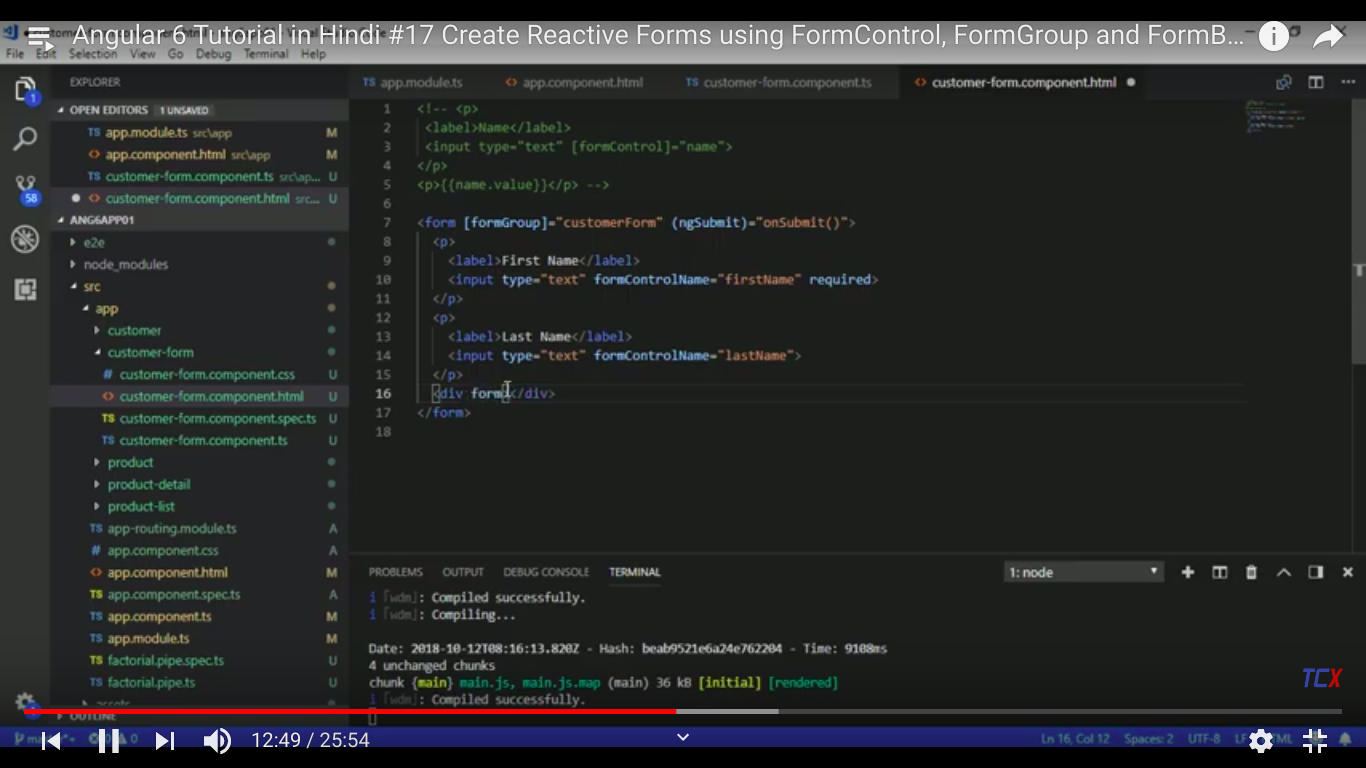 Angular 6 Tutorial in Hindi #17 Create Reactive Forms using FormControl, FormGroup and FormB...
File Edit Selection View Go Debug Terminal Help
EXPLORER
OPEN EDITORS 1 UNSAVED
TS app.module.ts src\app M
<> app.component.html src\app M
TS customer-form.component.ts src\ap... U
<> customer-form.component.html src... U
ANG6APP01
e2e
node_modules
src
app
customer
customer-form
# customer-form.component.css U
<> customer-form.component.html U
TS customer-form.component.spec.ts U
TS customer-form.component.ts U
product
product-detail
product-list
TS app-routing.module.ts A
# app.component.css A
<> app.component.html M
TS app.component.spec.ts A
TS app.component.ts M
TS app.module.ts M
TS factorial.pipe.spec.ts U
TS factorial.pipe.ts U
assets
OUTLINE
1
58
TS app.module.ts <> app.component.html TS customer-form.component.ts <> customer-form.component.html
1 <!-- <p>
2 <label>Name</label>
3 <input type="text" [formControl]="name">
4 </p>
5 <p>{{name.value}}</p> -->
6
7 <form [formGroup]="customerForm" (ngSubmit)="onSubmit()">
8 <p>
9 <label>First Name</label>
10 <input type="text" formControlName="firstName" required>
11 </p>
12 <p>
13 <label>Last Name</label>
14 <input type="text" formControlName="lastName">
15 </p>
16 <div form></div>
17 </form>
18
PROBLEMS OUTPUT DEBUG CONSOLE TERMINAL 1: node
i ｢wdm｣: Compiled successfully.
i ｢wdm｣: Compiling...
Date: 2018-10-12T08:16:13.820Z - Hash: beab9521e6a24e762204 - Time: 9108ms
4 unchanged chunks
chunk {main} main.js, main.js.map (main) 36 kB [initial] [rendered]
i ｢wdm｣: Compiled successfully.
TCX
12:49 / 25:54
Ln 16, Col 12 Spaces: 2 UTF-8